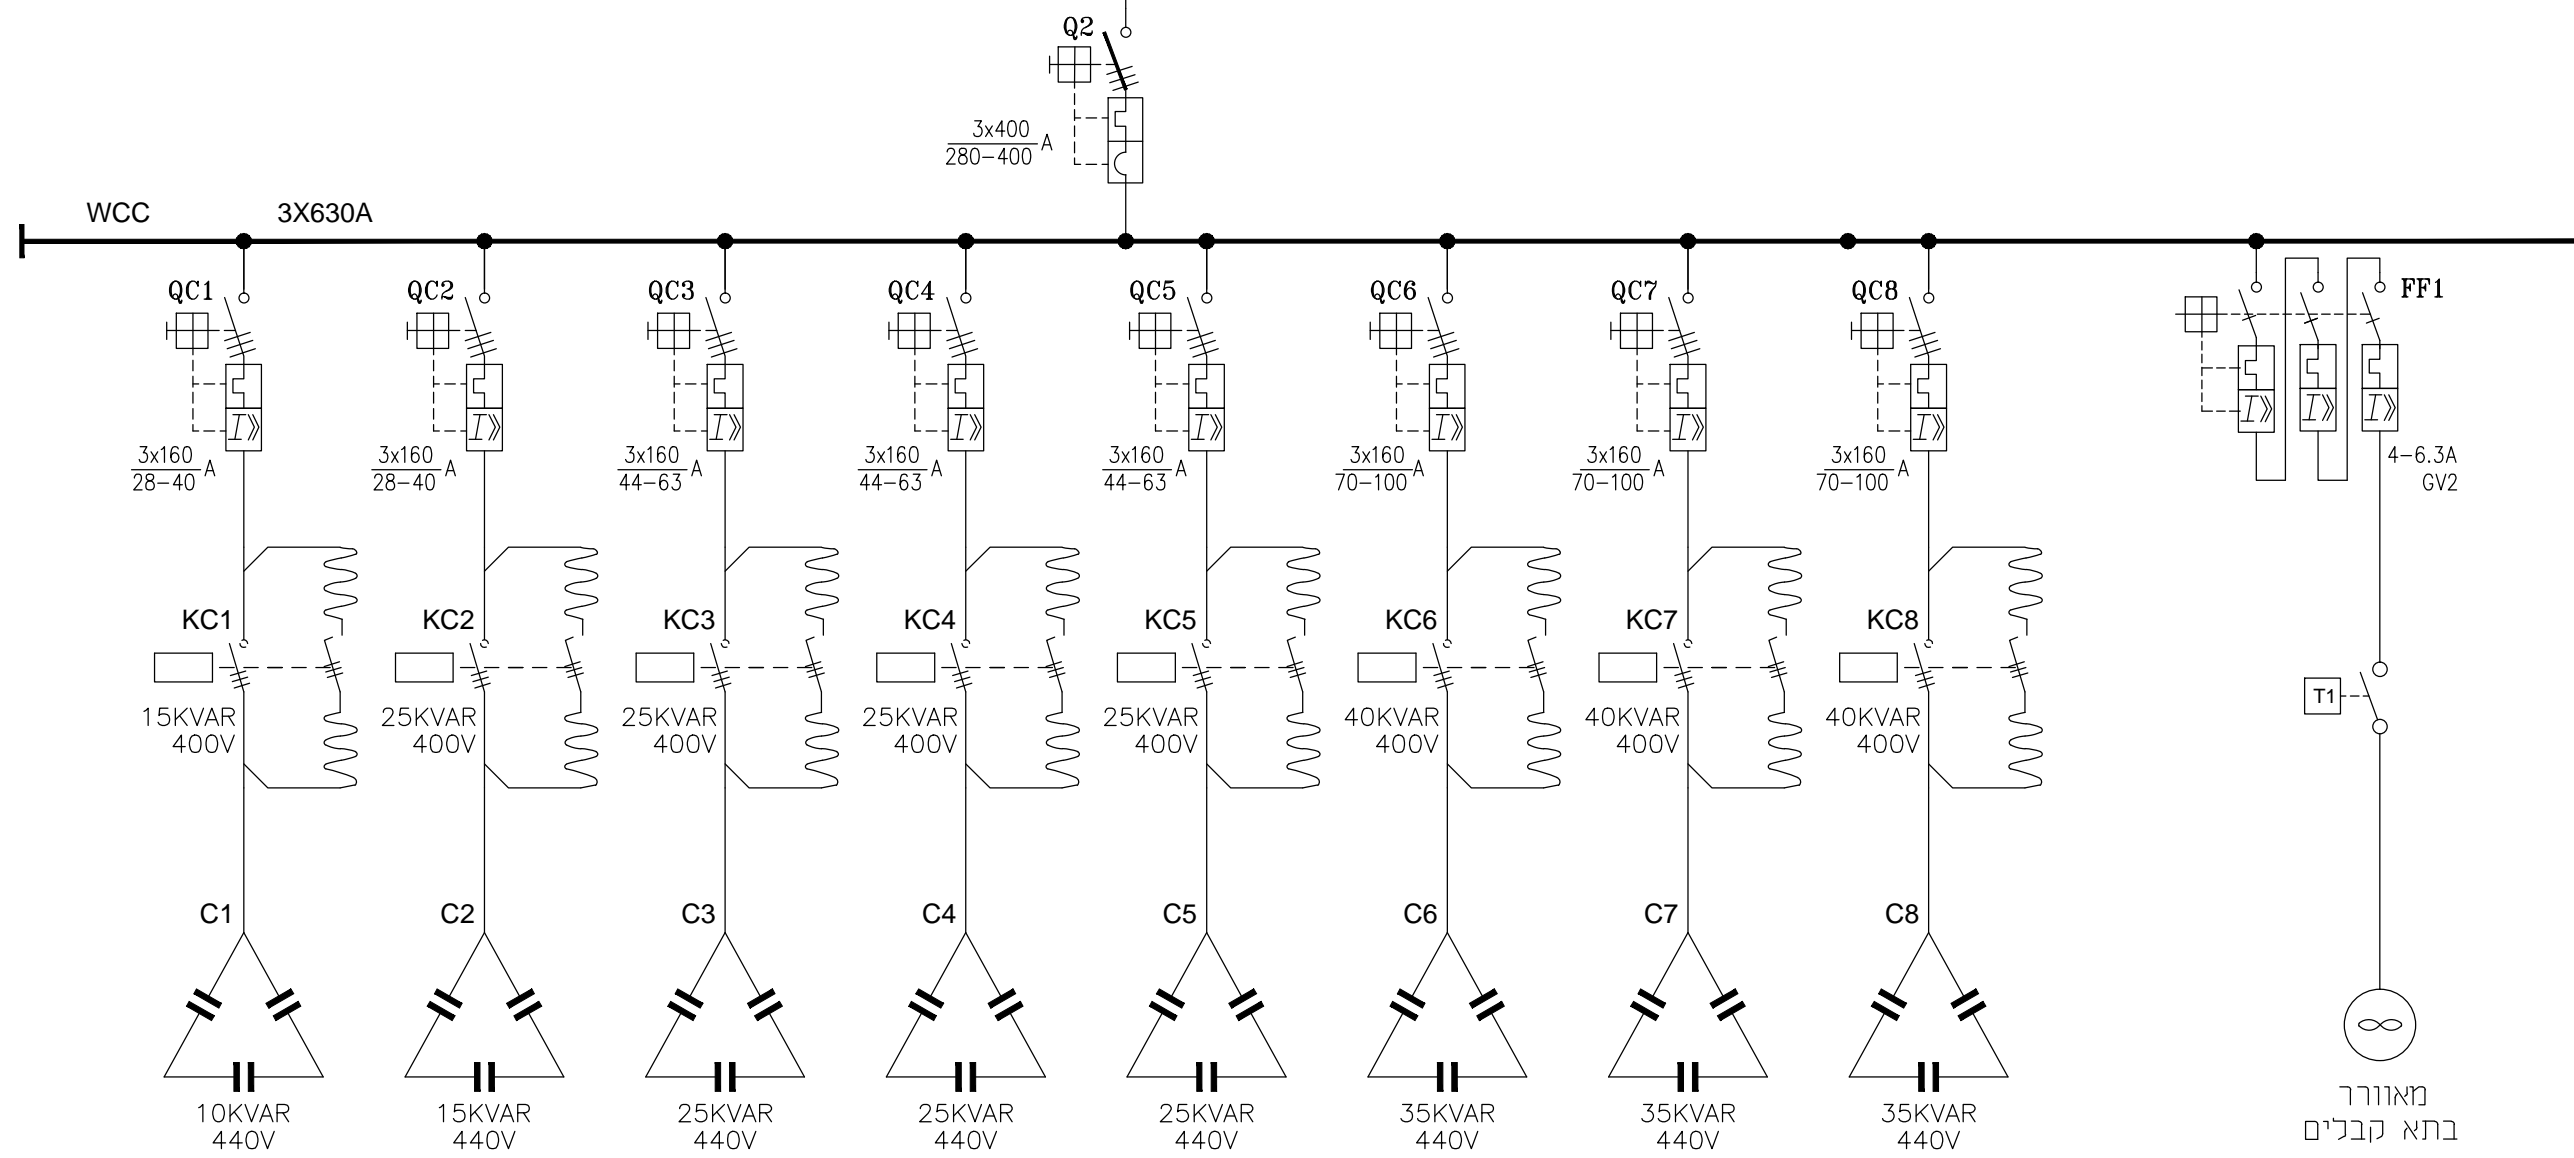 Q2
3x400
280-400 A
WCC 3X630A
QC1 QC2 QC3 QC4 QC5 QC6 QC7 QC8 FF1
I» I» I» I» I» I» I» I» I» I» I»
3x160 3x160 3x160 3x160 3x160 3x160 3x160 3x160 4-6.3A
28-40 A 28-40 A 44-63 A 44-63 A 44-63 A 70-100 A 70-100 A 70-100 A GV2
KC1 KC2 KC3 KC4 KC5 KC6 KC7 KC8
T1
15KVAR 25KVAR 25KVAR 25KVAR 25KVAR 40KVAR 40KVAR 40KVAR
400V 400V 400V 400V 400V 400V 400V 400V
C1 C2 C3 C4 C5 C6 C7 C8
10KVAR 15KVAR 25KVAR 25KVAR 25KVAR 35KVAR 35KVAR 35KVAR
440V 440V 440V 440V 440V 440V 440V 440V
מאוורר
בתא קבלים